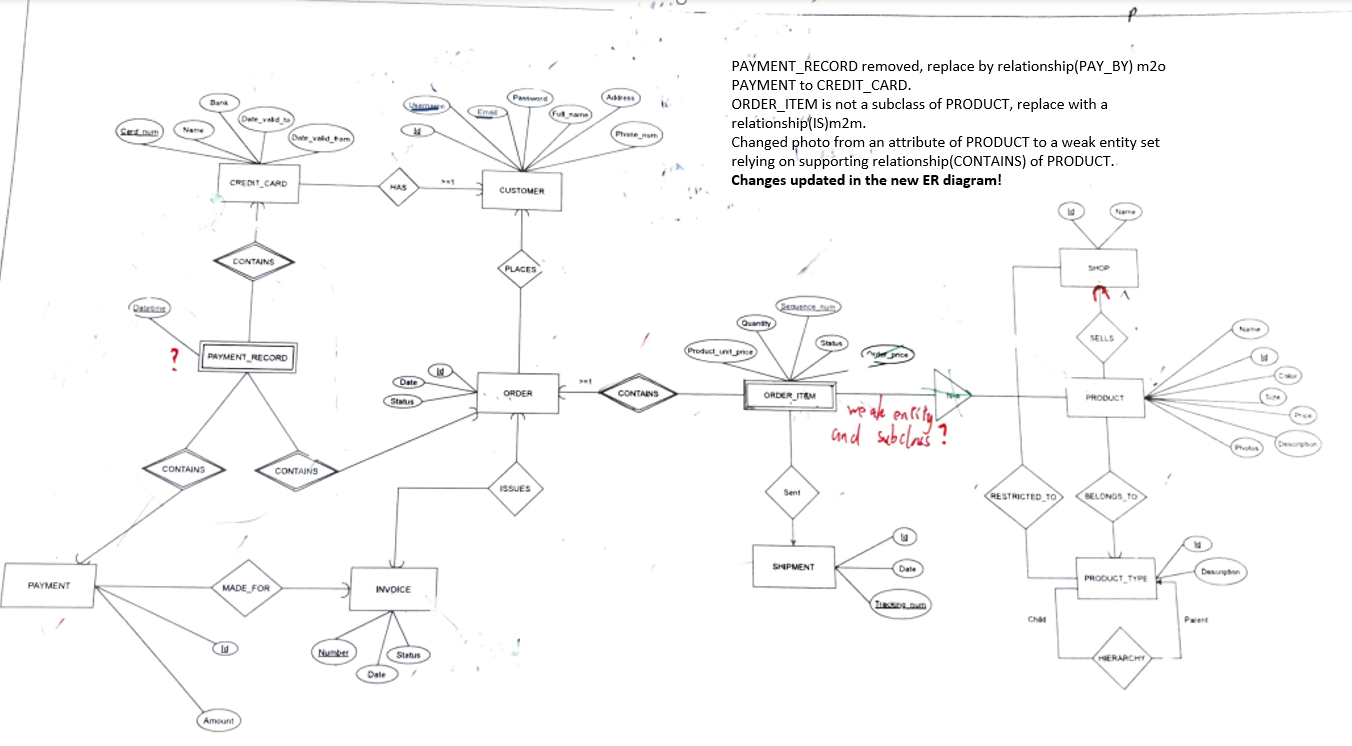 P
PAYMENT_RECORD removed, replace by relationship(PAY_BY) m2o
PAYMENT to CREDIT_CARD.
ORDER_ITEM is not a subclass of PRODUCT, replace with a
relationship(IS)m2m.
Changed photo from an attribute of PRODUCT to a weak entity set
relying on supporting relationship(CONTAINS) of PRODUCT.
Changes updated in the new ER diagram!
Bank
Card_num
Name
Date_valid_to
Date_valid_from
Username
Id
Email
Password
Full_name
Address
Phone_num
CREDIT_CARD
HAS
>=1
CUSTOMER
Id
Name
SHOP
CONTAINS
PLACES
Datetime
?
PAYMENT_RECORD
Sequence_num
Quantity
Product_unit_price
Status
Order_price
1
SELLS
Name
Id
Color
Size
Price
Description
Photos
Id
Date
Status
ORDER
>=1
CONTAINS
ORDER_ITEM
weak entity
and subclass ?
PRODUCT
CONTAINS
CONTAINS
ISSUES
Sent
RESTRICTED_TO
BELONGS_TO
PAYMENT
MADE_FOR
INVOICE
SHIPMENT
Id
Date
Tracking_num
PRODUCT_TYPE
Id
Description
Child
Parent
HIERARCHY
Id
Amount
Number
Date
Status